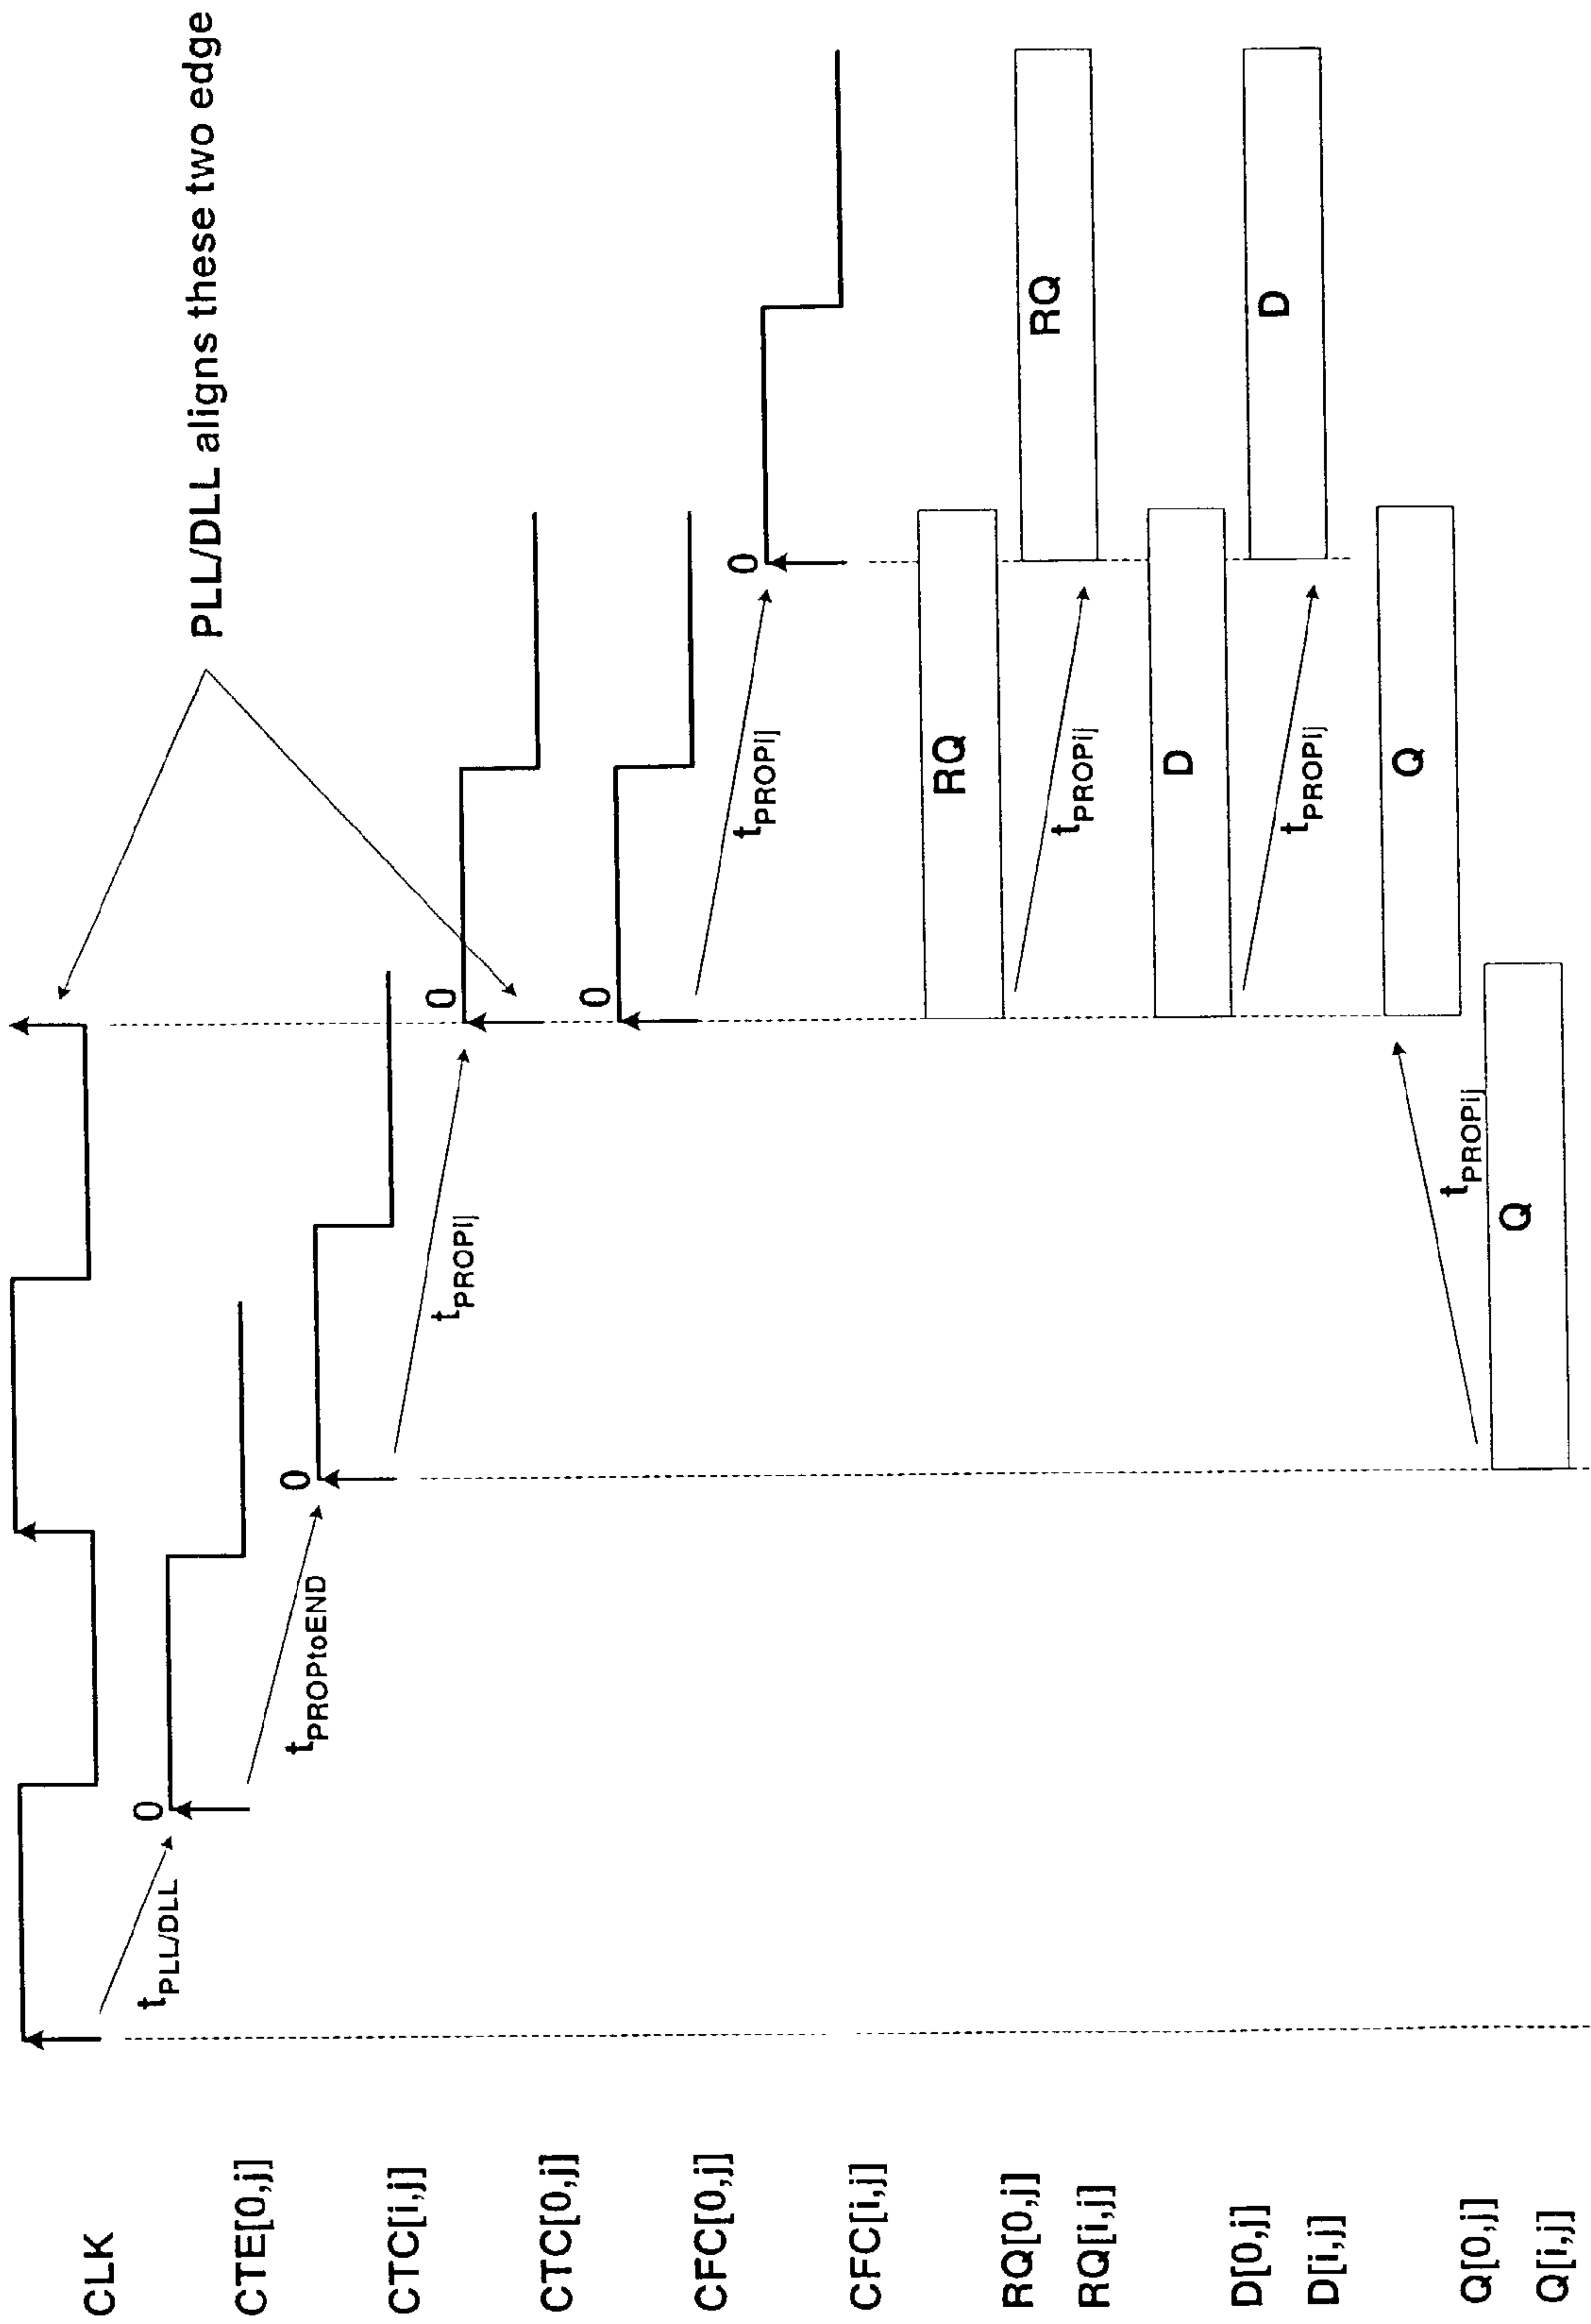 PLL/DLL aligns these two edge
CLK
tPLL/DLL
CTE[0,j]
0
tPROPtoEND
CTC[i,j]
0
tPROPij
CTC[0,j]
0
CFC[0,j]
0
tPROPij
CFC[i,j]
0
RQ[0,j]
RQ
tPROPij
RQ[i,j]
RQ
D[0,j]
D
tPROPij
D[i,j]
D
Q[0,j]
Q
tPROPij
Q[i,j]
Q